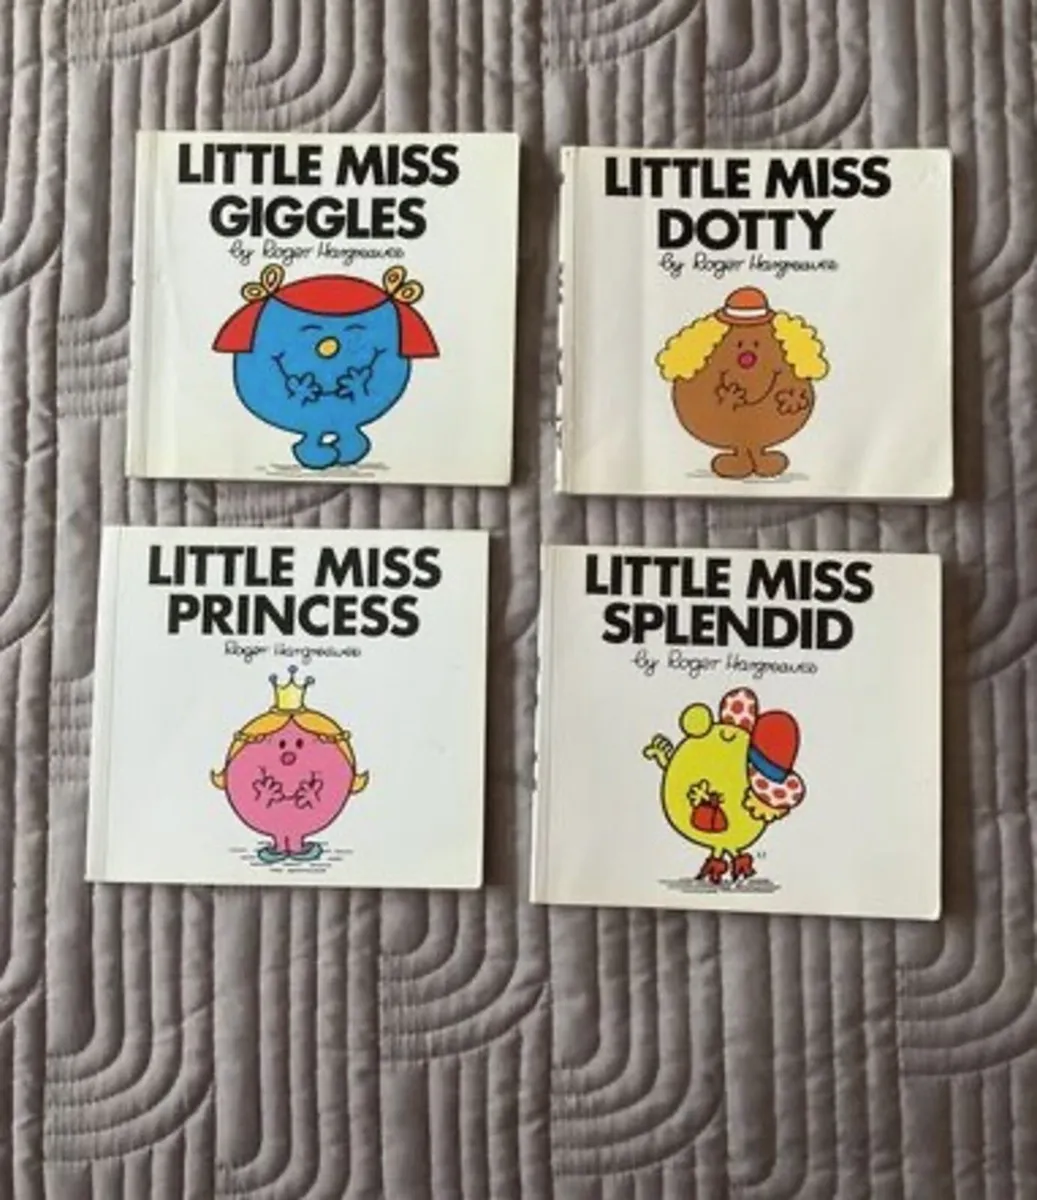 LITTLE MISS
GIGGLES
by Roger Hargreaves
LITTLE MISS
DOTTY
by Roger Hargreaves
LITTLE MISS
PRINCESS
Roger Hargreaves
LITTLE MISS
SPLENDID
by Roger Hargreaves